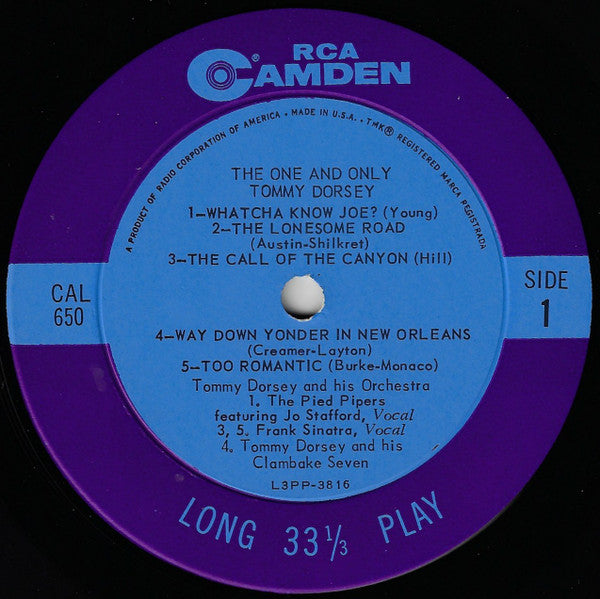 RCA
CAMDEN®
A PRODUCT OF RADIO CORPORATION OF AMERICA • MADE IN U.S.A. • TMK® REGISTERED MARCA REGISTRADA
THE ONE AND ONLY
TOMMY DORSEY
1—WHATCHA KNOW JOE? (Young)
2—THE LONESOME ROAD
(Austin-Shilkret)
3—THE CALL OF THE CANYON (Hill)
CAL
650
SIDE
1
4—WAY DOWN YONDER IN NEW ORLEANS
(Creamer-Layton)
5—TOO ROMANTIC (Burke-Monaco)
Tommy Dorsey and his Orchestra
1. The Pied Pipers
featuring Jo Stafford, Vocal
3, 5. Frank Sinatra, Vocal
4. Tommy Dorsey and his
Clambake Seven
L3PP-3816
LONG 33⅓ PLAY